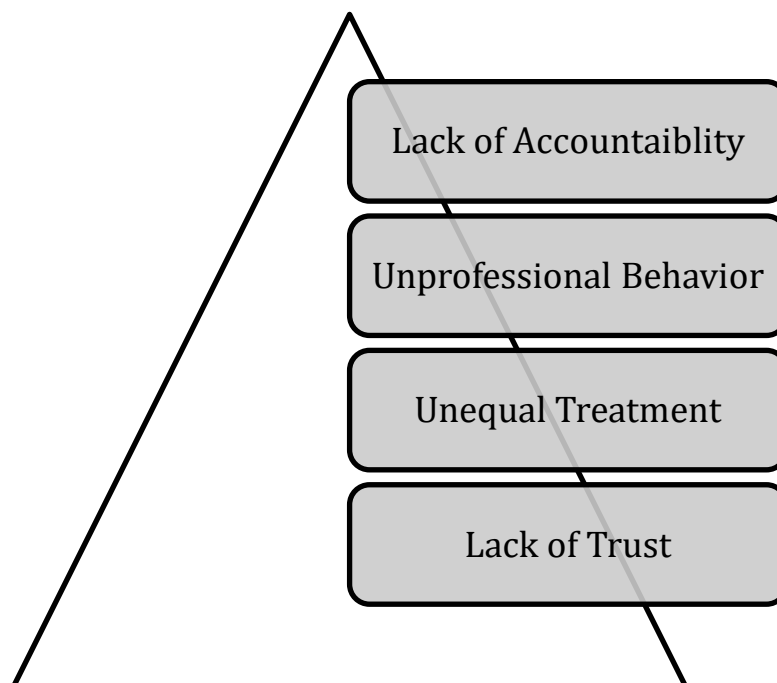 Lack of Accountaiblity
Unprofessional Behavior
Unequal Treatment
Lack of Trust